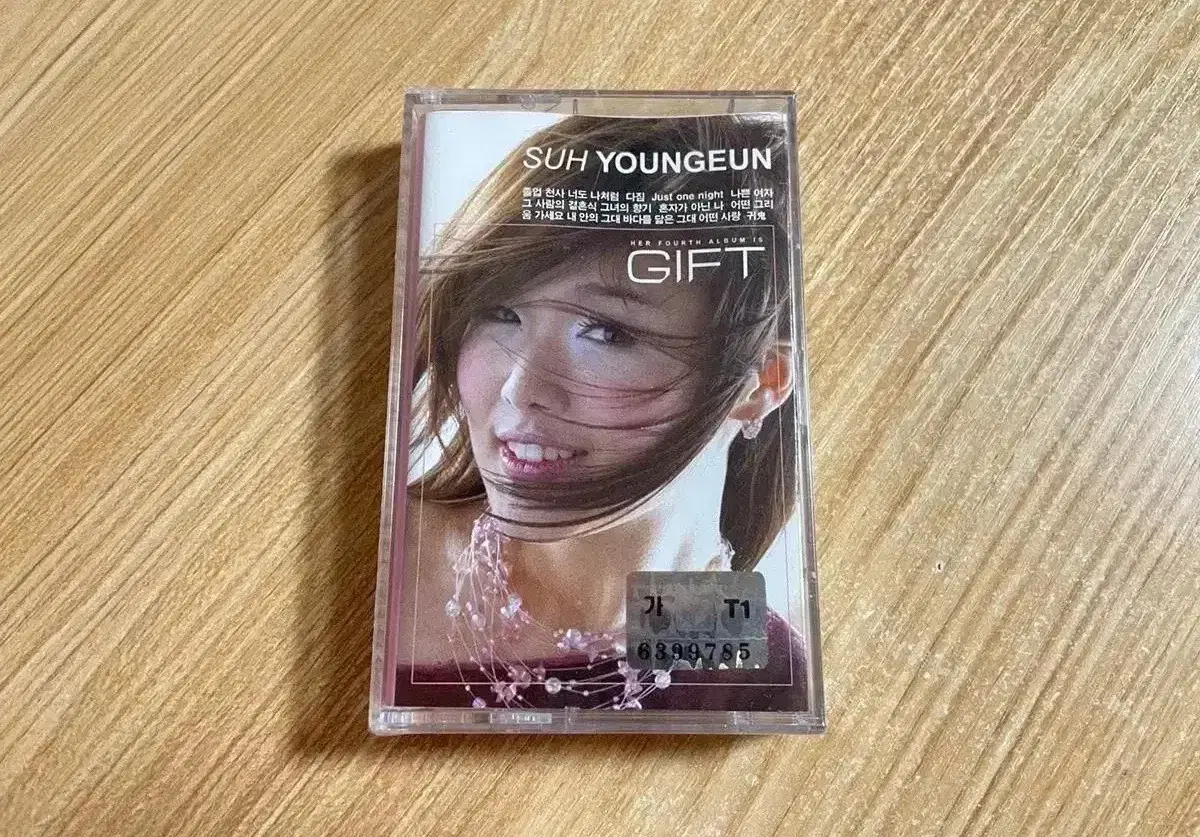 SUH YOUNGEUN
졸업 천사 너도 나처럼 다짐 Just one night 나쁜 여자
그 사람의 결혼식 그녀의 향기 혼자가 아닌 나 어떤 그리
움 가세요 내 안의 그대 바다를 닮은 그대 어떤 사랑 귀鬼
HER FOURTH ALBUM IS
GIFT
가 T1
6399785